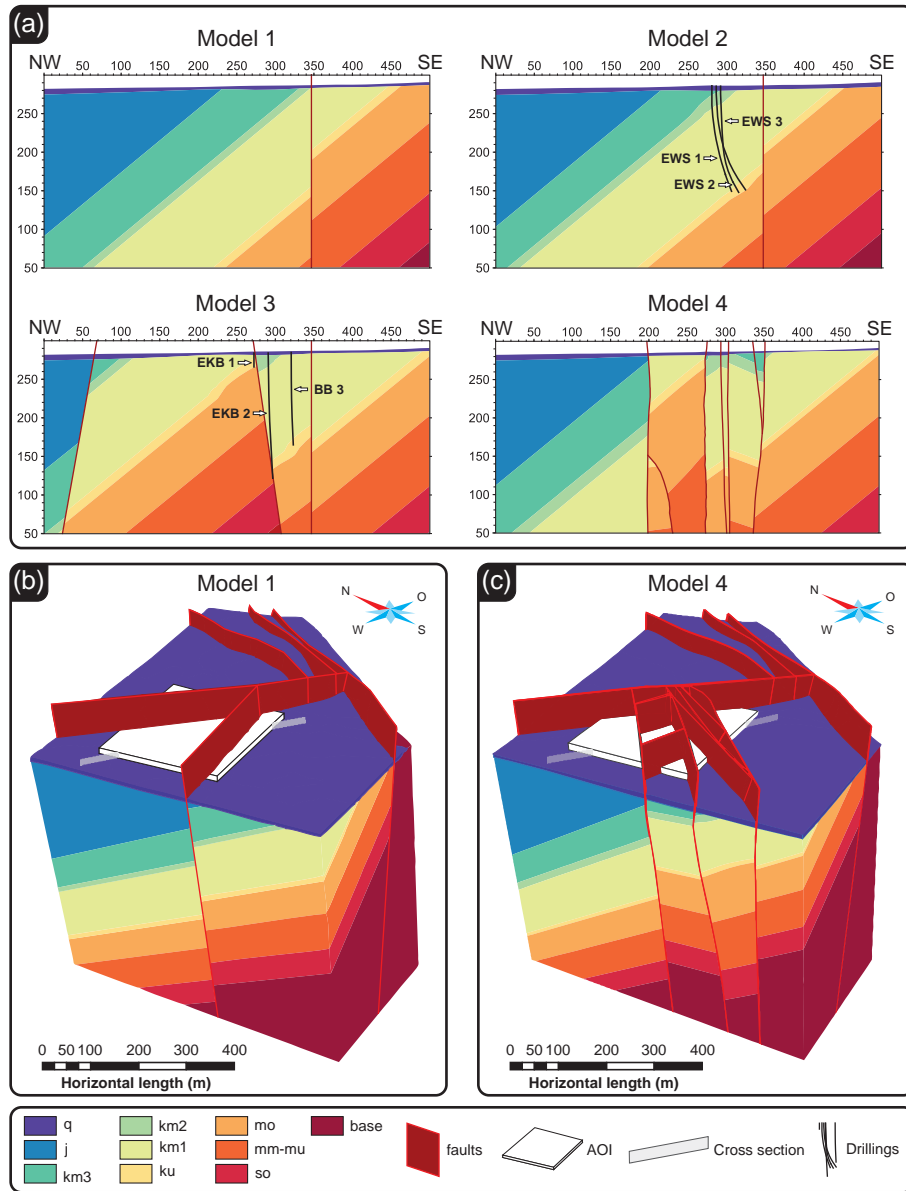 (a)
Model 1
Model 2
NW 50 100 150 200 250 300 350 400 450 SE
NW 50 100 150 200 250 300 350 400 450 SE
250
200
150
100
50
250
200
150
100
50
EWS 3
EWS 1
EWS 2
Model 3
Model 4
NW 50 100 150 200 250 300 350 400 450 SE
NW 50 100 150 200 250 300 350 400 450 SE
250
200
150
100
50
250
200
150
100
50
EKB 1
BB 3
EKB 2
(b)
Model 1
N
O
W
S
0 50 100 200 300 400
Horizontal length (m)
(c)
Model 4
N
O
W
S
0 50 100 200 300 400
Horizontal length (m)
q
km2
mo
base
j
km1
mm-mu
km3
ku
so
faults
AOI
Cross section
Drillings